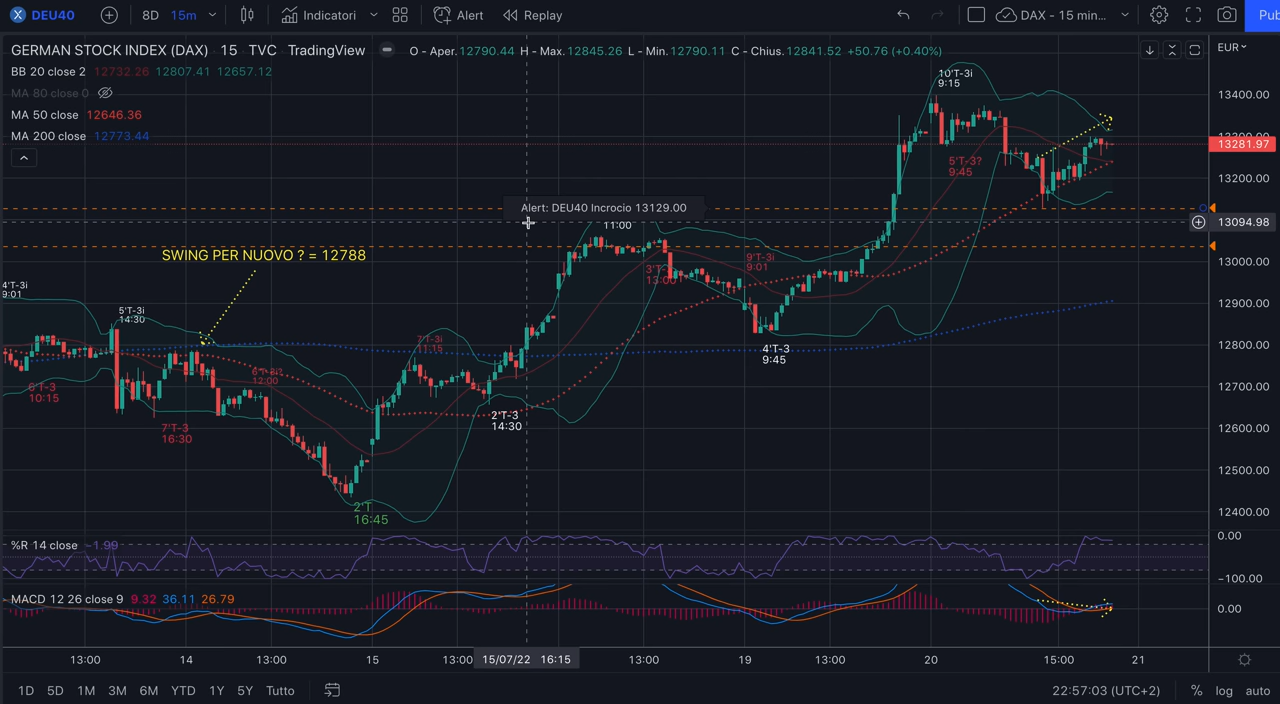 DEU40 8D 15m Indicatori Alert Replay DAX - 15 min... Pub
GERMAN STOCK INDEX (DAX) 15 TVC TradingView O - Aper.12790.44 H - Max.12845.26 L - Min.12790.11 C - Chius.12841.52 +50.76 (+0.40%) EUR
BB 20 close 2 12732.26 12807.41 12657.12
MA 80 close 0
MA 50 close 12646.36
MA 200 close 12773.44
10'T-3i
9:15
13400.00
13200.00
13281.97
5'T-3?
9:45
13200.00
Alert: DEU40 Incrocio 13129.00
11:00
13094.98
SWING PER NUOVO ? = 12788
9'T-3i
9:01
3'T-3
13:00
13000.00
4'T-3i
9:01
12900.00
5'T-3i
14:30
7'T-3i
11:15
4'T-3
9:45
12800.00
6'T-3i?
12:00
6'T-3
10:15
12700.00
2'T-3
14:30
7'T-3
16:30
12600.00
12500.00
2'T
16:45
12400.00
%R 14 close -1.99
0.00
-100.00
MACD 12 26 close 9 9.32 36.11 26.79
0.00
13:00 14 13:00 15 13:00 15/07/22 16:15 13:00 19 13:00 20 15:00 21
1D 5D 1M 3M 6M YTD 1Y 5Y Tutto 22:57:03 (UTC+2) % log auto